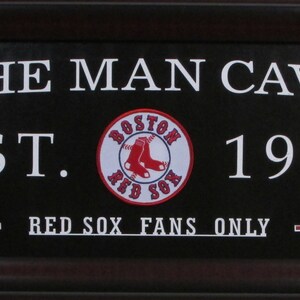 HE MAN CAV
ST. 19
BOSTON
RED SOX
RED SOX FANS ONLY